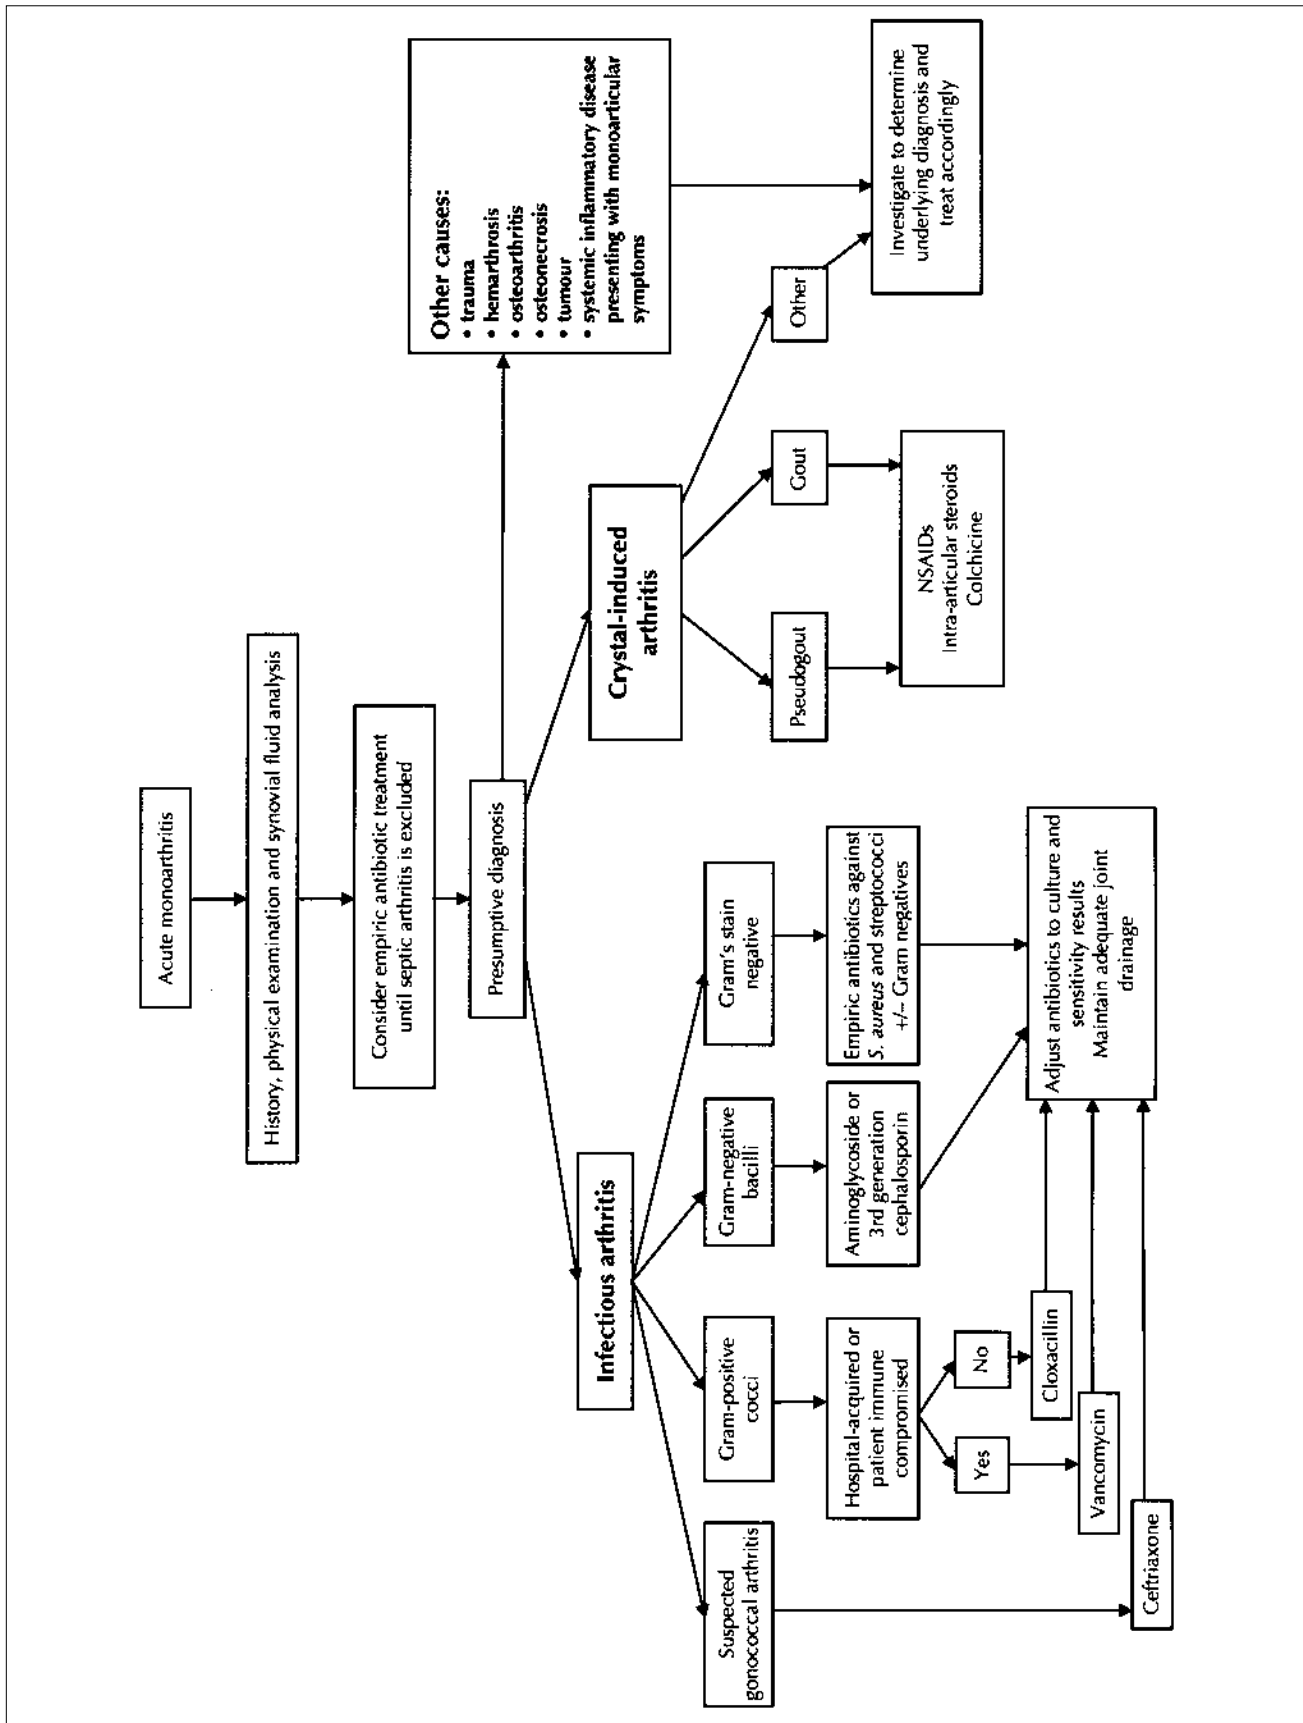 Acute monoarthritis
History, physical examination and synovial fluid analysis
Consider empiric antibiotic treatment
until septic arthritis is excluded
Presumptive diagnosis
Other causes:
• trauma
• hemarthrosis
• osteoarthritis
• osteonecrosis
• tumour
• systemic inflammatory disease
presenting with monoarticular
symptoms
Infectious arthritis
Crystal-induced
arthritis
Suspected
gonococcal arthritis
Gram-positive
cocci
Gram-negative
bacilli
Gram's stain
negative
Pseudogout
Gout
Other
Hospital-acquired or
patient immune
compromised
Aminoglycoside or
3rd generation
cephalosporin
Empiric antibiotics against
S. aureus and streptococci
+/– Gram negatives
NSAIDs
Intra-articular steroids
Colchicine
Investigate to determine
underlying diagnosis and
treat accordingly
Yes
No
Cloxacillin
Vancomycin
Ceftriaxone
Adjust antibiotics to culture and
sensitivity results
Maintain adequate joint
drainage